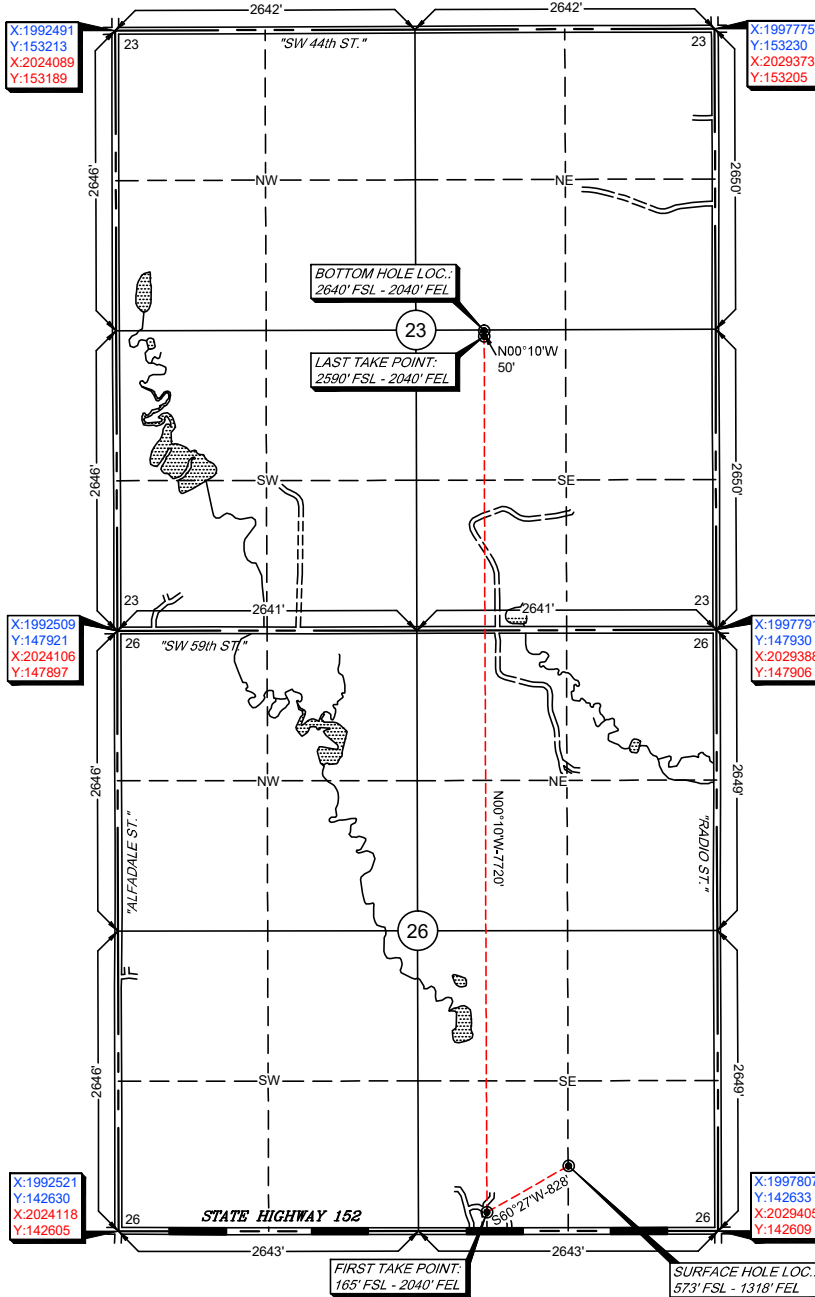 2642'
2642'
X:1992491
Y:153213
X:2024089
Y:153189
23
"SW 44th ST."
23
X:1997775
Y:153230
X:2029373
Y:153205
2646'
NW
NE
2650'
BOTTOM HOLE LOC.:
2640' FSL - 2040' FEL
23
N00°10'W
50'
LAST TAKE POINT:
2590' FSL - 2040' FEL
2646'
SW
SE
2650'
23
2641'
2641'
23
X:1992509
Y:147921
X:2024106
Y:147897
26
"SW 59th ST."
26
X:1997791
Y:147930
X:2029388
Y:147906
2646'
NW
NE
2649'
"ALFADALE ST."
N00°10'W-7720'
"RADIO ST."
26
2646'
SW
SE
2649'
X:1992521
Y:142630
X:2024118
Y:142605
26
STATE HIGHWAY 152
S60°27'W-828'
26
X:1997807
Y:142633
X:2029405
Y:142609
2643'
2643'
FIRST TAKE POINT:
165' FSL - 2040' FEL
SURFACE HOLE LOC.:
573' FSL - 1318' FEL